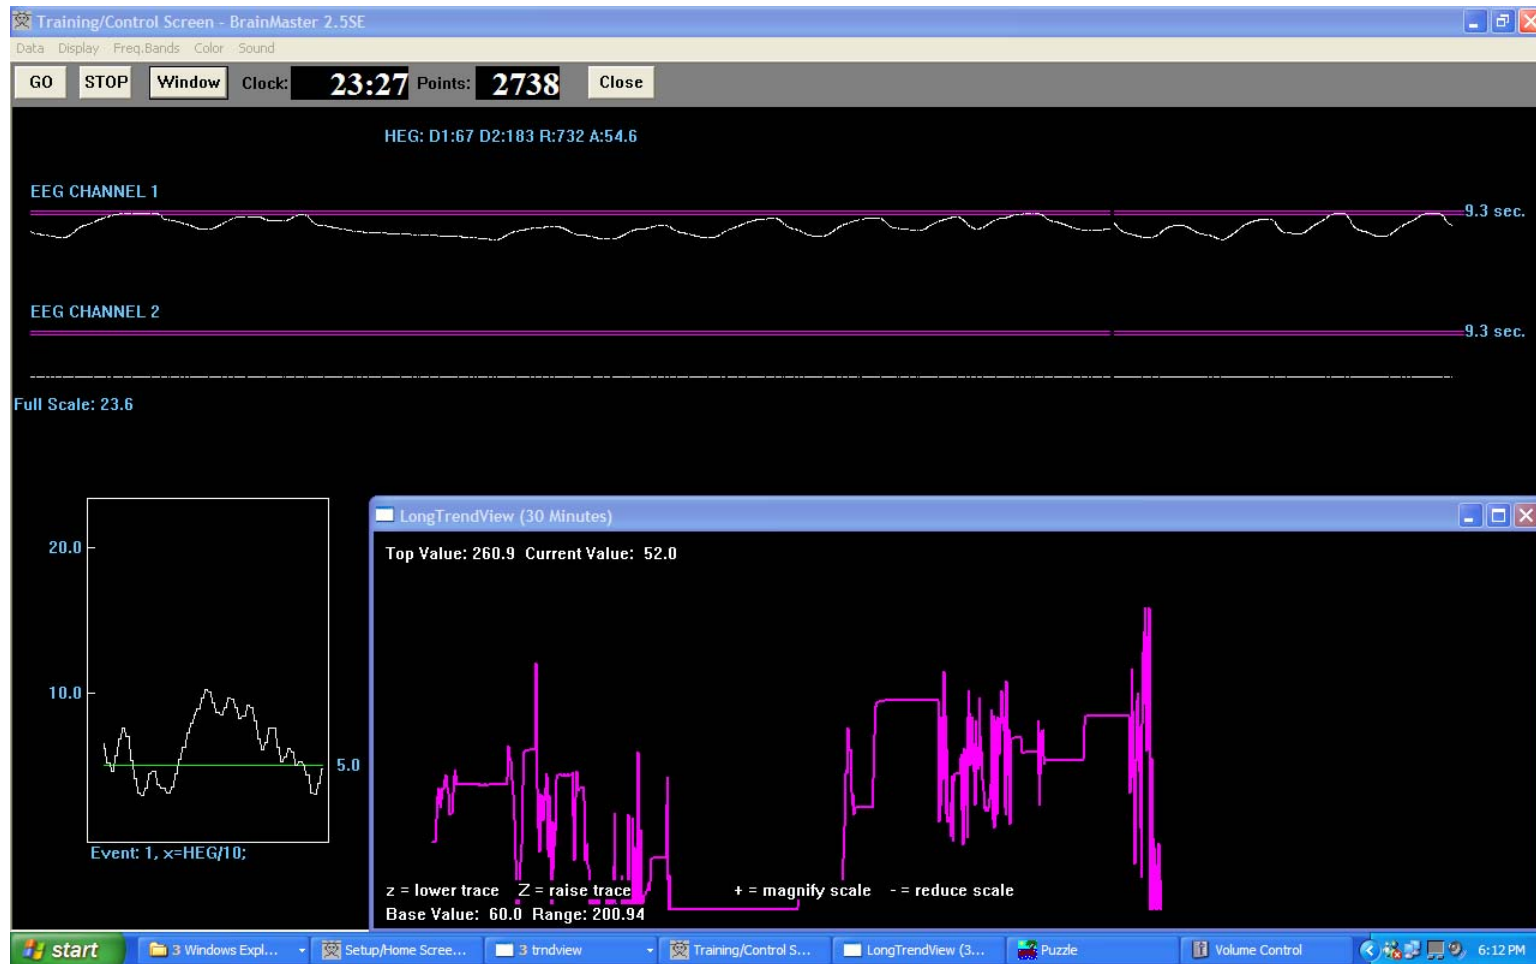 Training/Control Screen - BrainMaster 2.5SE
Data Display Freq.Bands Color Sound
GO STOP Window Clock: 23:27 Points: 2738 Close
HEG: D1:67 D2:183 R:732 A:54.6
EEG CHANNEL 1
9.3 sec.
EEG CHANNEL 2
9.3 sec.
Full Scale: 23.6
20.0
10.0
5.0
Event: 1, x=HEG/10;
LongTrendView (30 Minutes)
Top Value: 260.9 Current Value: 52.0
z = lower trace Z = raise trace + = magnify scale - = reduce scale
Base Value: 60.0 Range: 200.94
start 3 Windows Expl... Setup/Home Scree... 3 trndview Training/Control S... LongTrendView (3... Puzzle Volume Control 6:12 PM